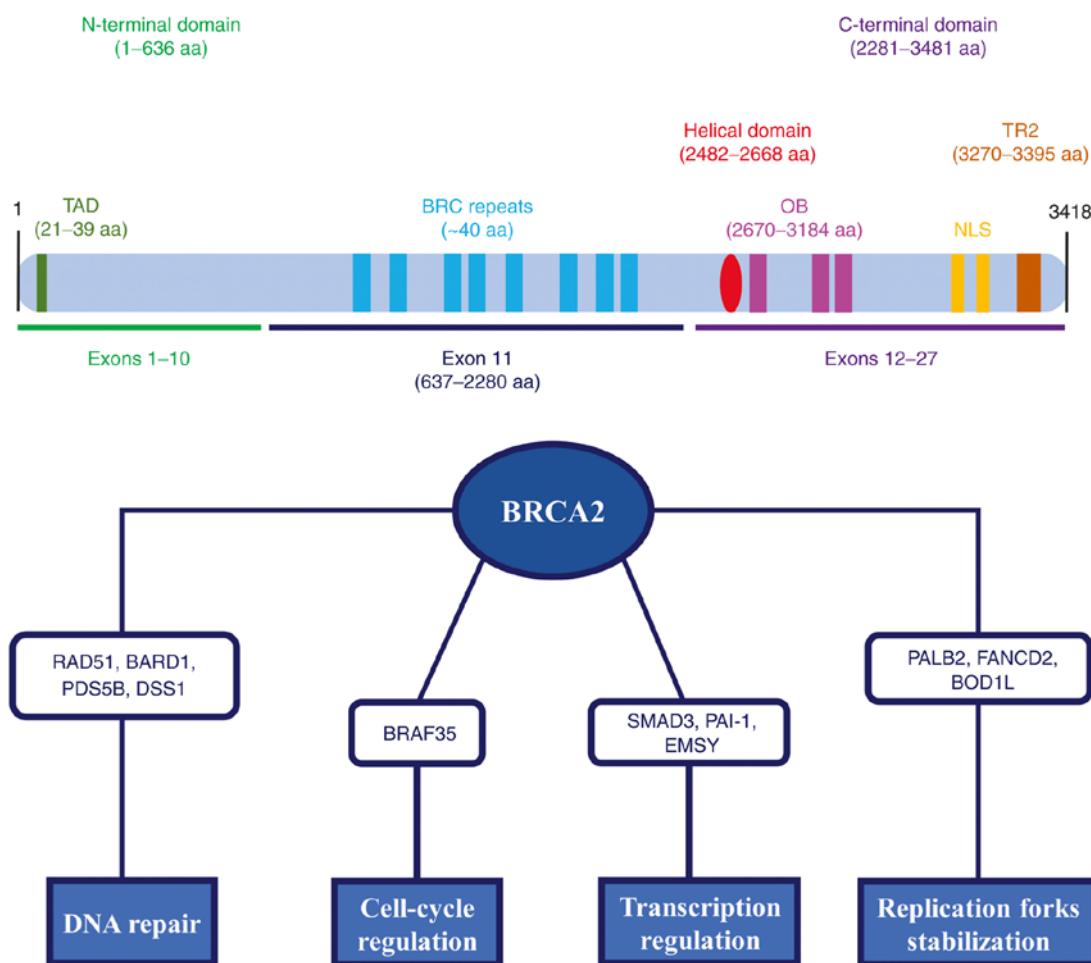 N-terminal domain
(1–636 aa)
C-terminal domain
(2281–3481 aa)
Helical domain
(2482–2668 aa)
TR2
(3270–3395 aa)
1
TAD
(21–39 aa)
BRC repeats
(~40 aa)
OB
(2670–3184 aa)
NLS
3418
Exons 1–10
Exon 11
(637–2280 aa)
Exons 12–27
BRCA2
RAD51, BARD1,
PDS5B, DSS1
BRAF35
SMAD3, PAI-1,
EMSY
PALB2, FANCD2,
BOD1L
DNA repair
Cell-cycle
regulation
Transcription
regulation
Replication forks
stabilization